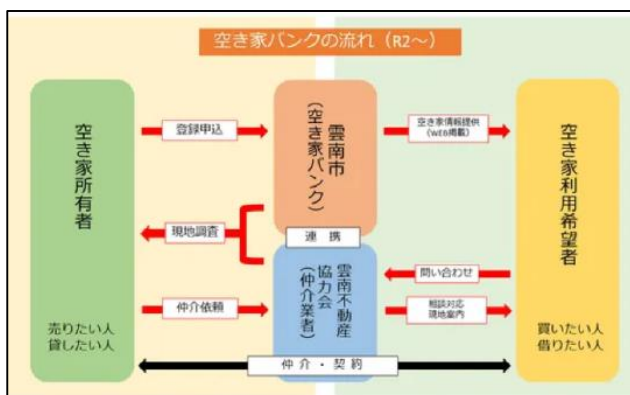 空き家バンクの流れ（R2～）
空き家所有者
売りたい人
貸したい人
登録申込
現地調査
仲介依頼
雲南市
（空き家バンク）
連 携
雲南不動産
協力会
（仲介業者）
空き家情報提供
（WEB掲載）
問い合わせ
相談対応
現地案内
空き家利用希望者
買いたい人
借りたい人
仲 介 ・ 契 約